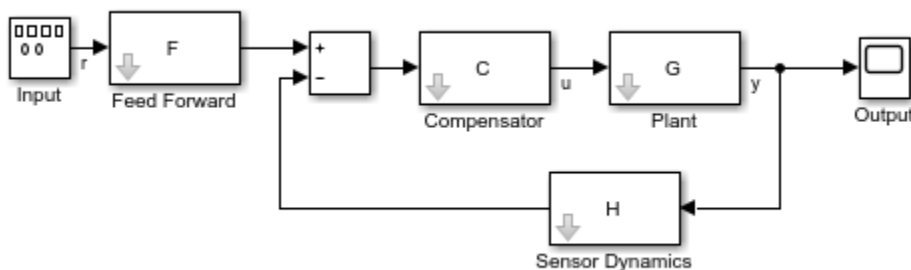 Input
r
F
Feed Forward
+
−
C
Compensator
u
G
Plant
y
Output
H
Sensor Dynamics